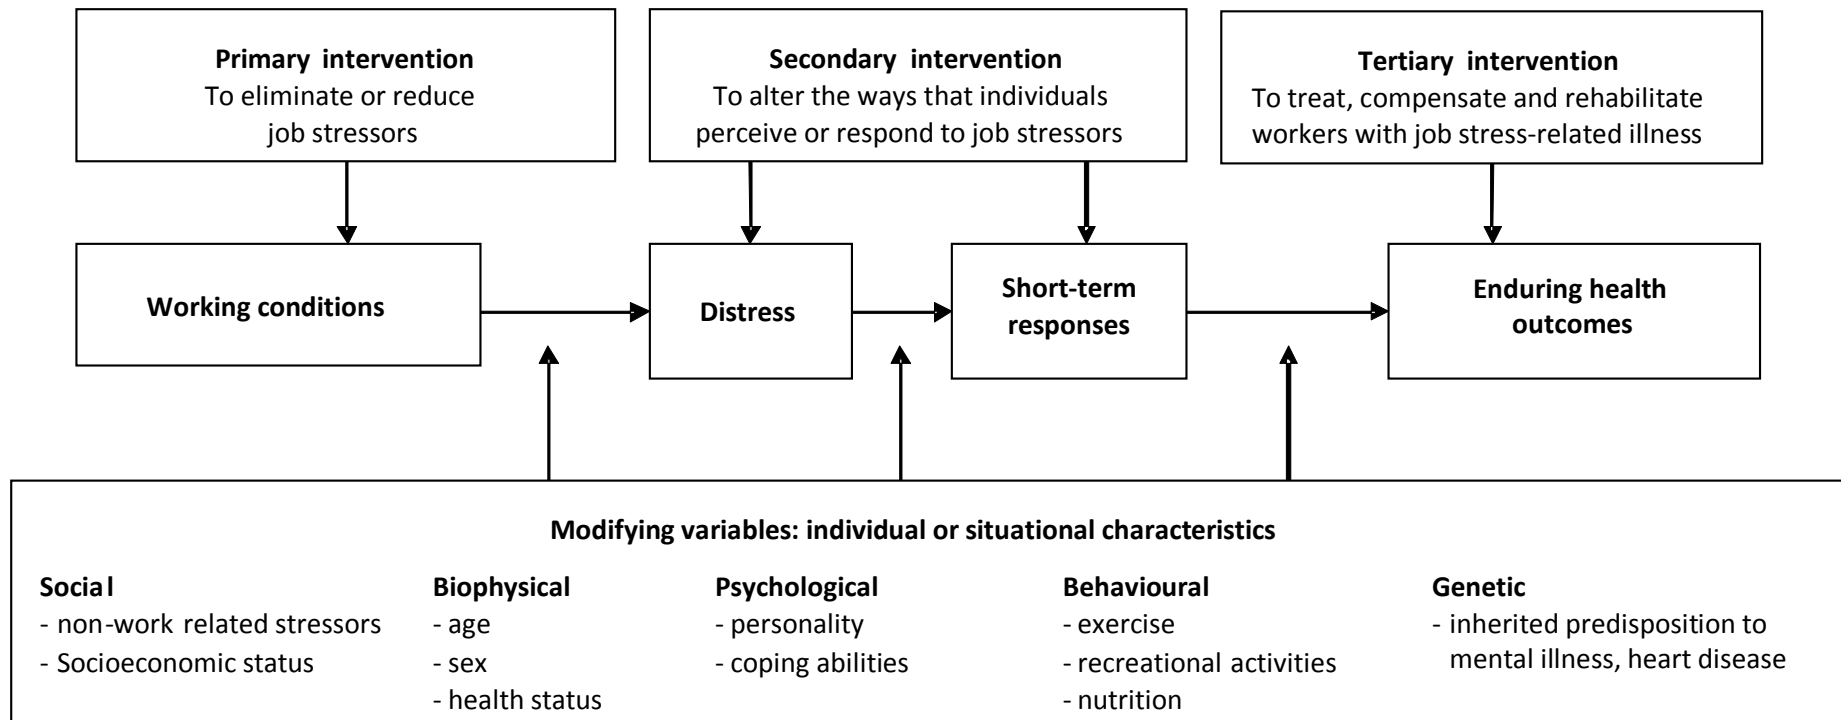 Primary intervention
To eliminate or reduce
job stressors
Secondary intervention
To alter the ways that individuals
perceive or respond to job stressors
Tertiary intervention
To treat, compensate and rehabilitate
workers with job stress-related illness
Working conditions
Distress
Short-term
responses
Enduring health
outcomes
Modifying variables: individual or situational characteristics
Social
- non-work related stressors
- Socioeconomic status
Biophysical
- age
- sex
- health status
Psychological
- personality
- coping abilities
Behavioural
- exercise
- recreational activities
- nutrition
Genetic
- inherited predisposition to
mental illness, heart disease